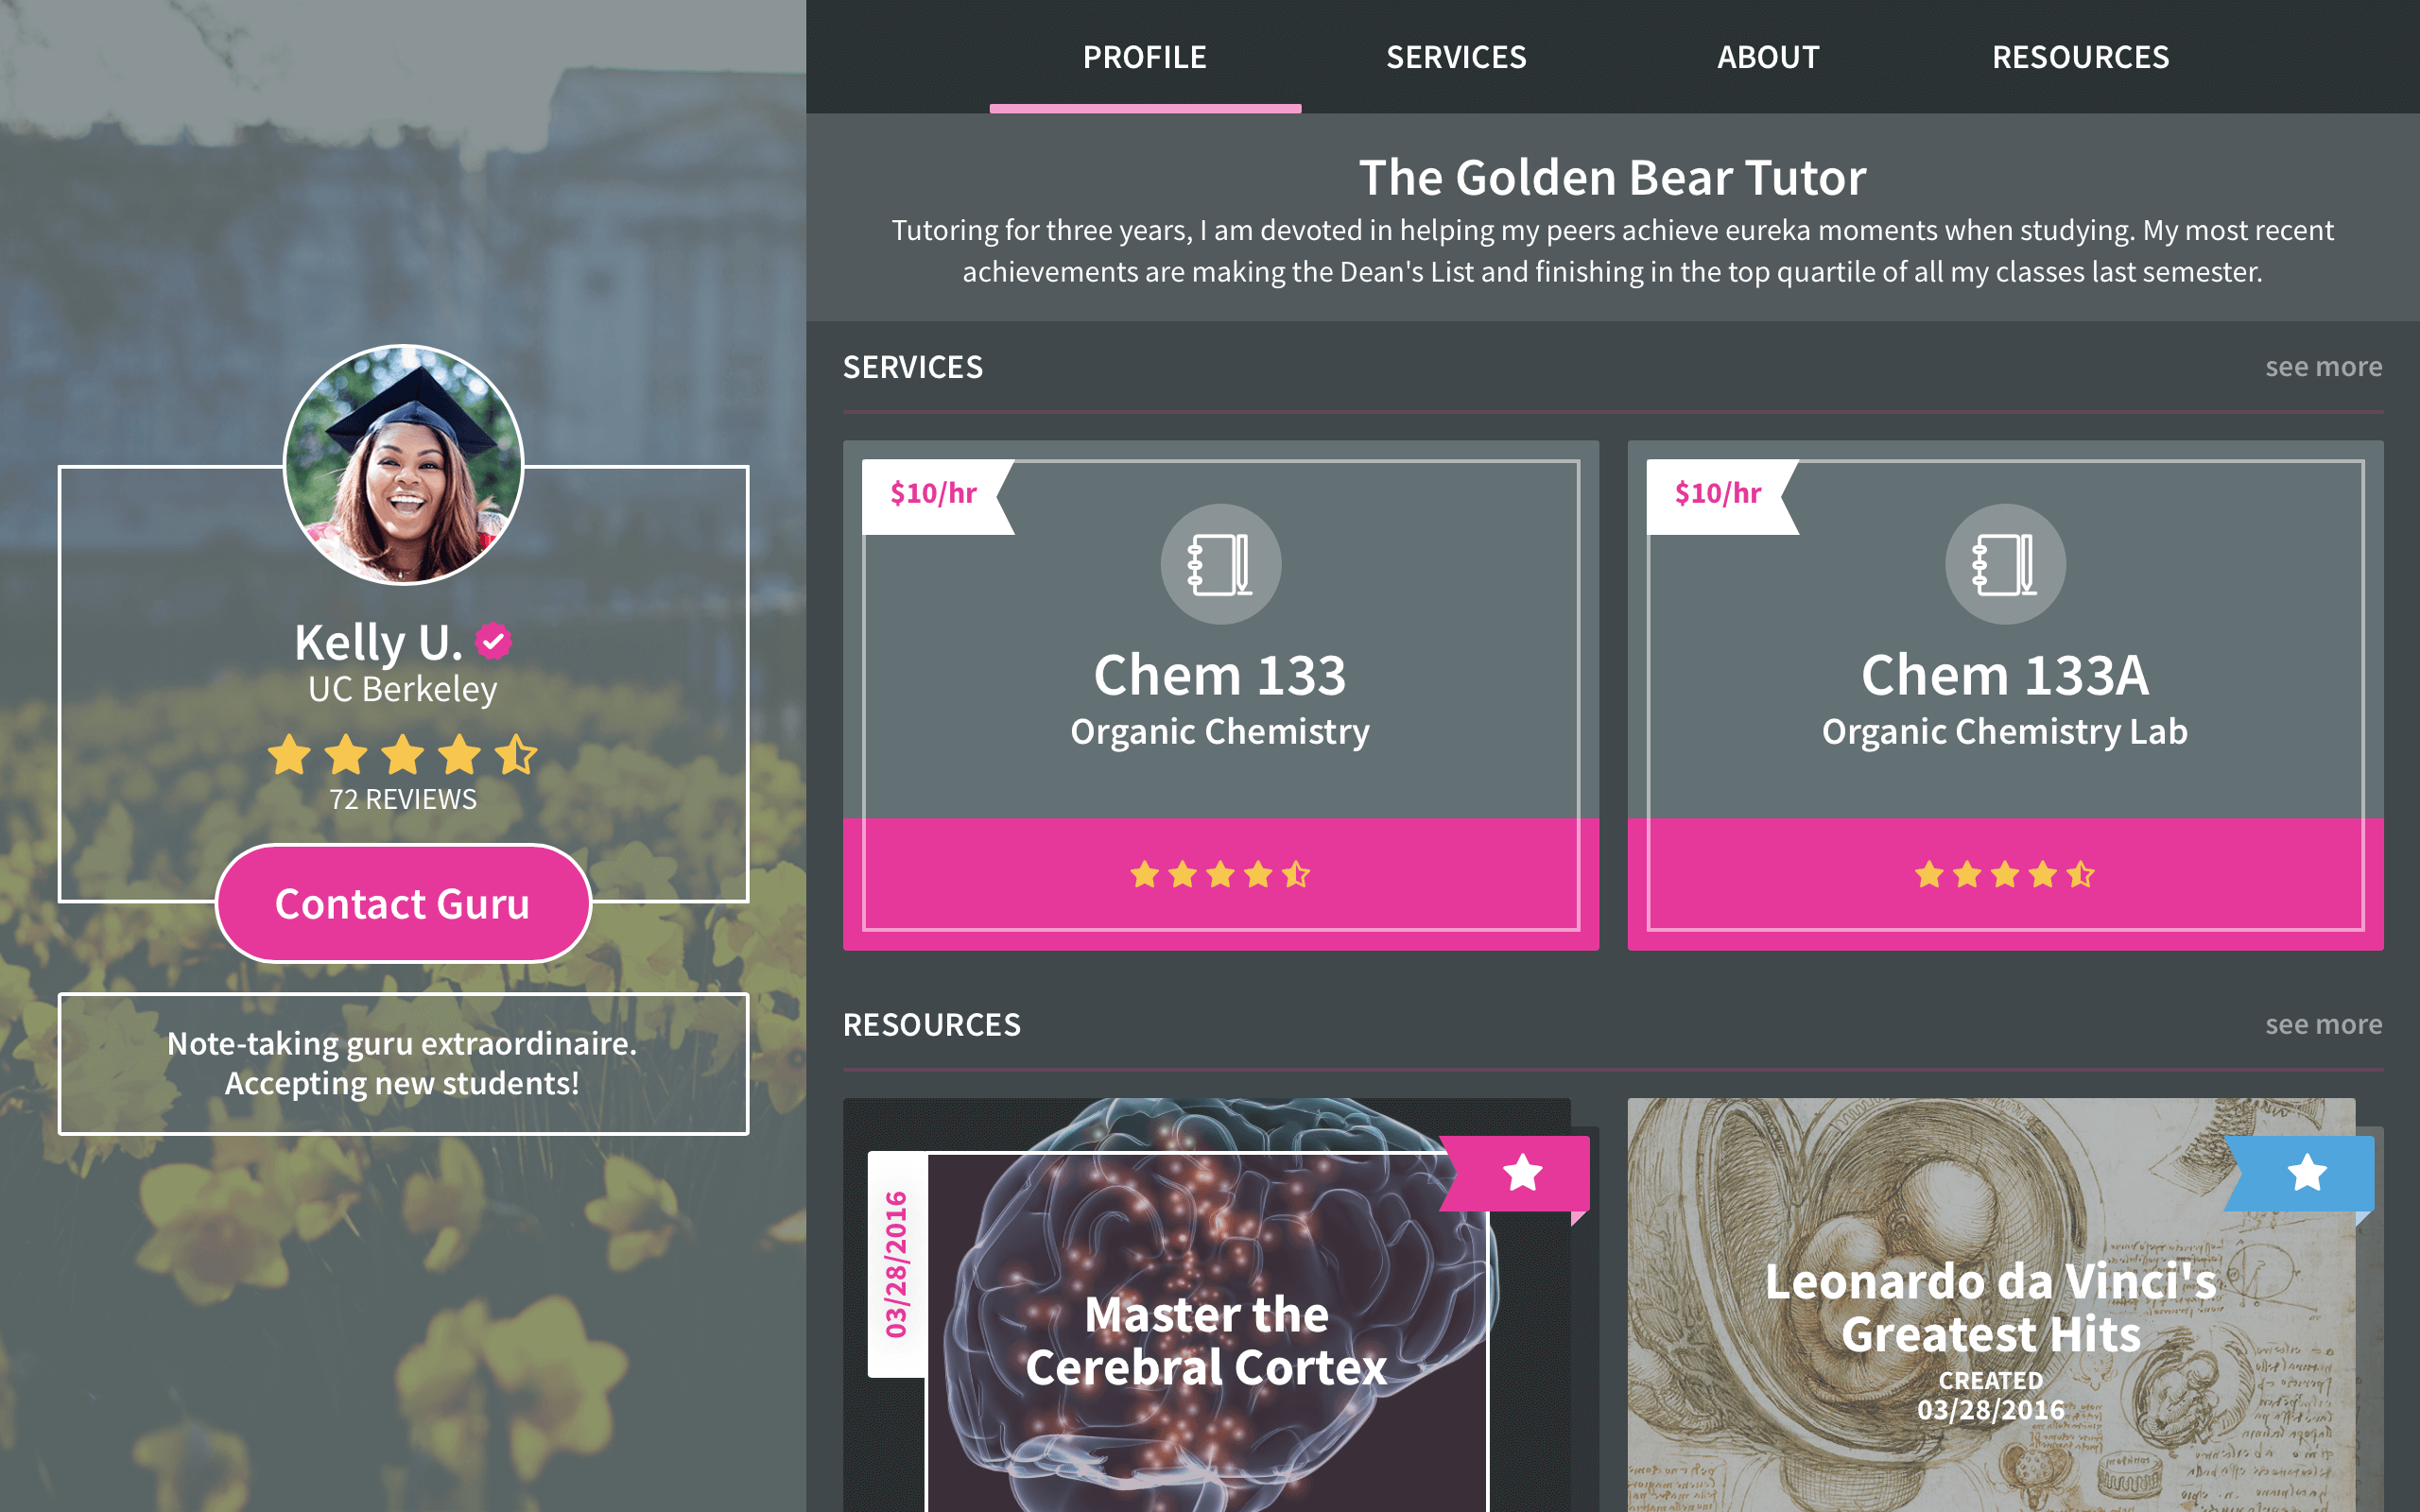 PROFILE
SERVICES
ABOUT
RESOURCES
Kelly U.
UC Berkeley
72 REVIEWS
Contact Guru
Note-taking guru extraordinaire.
Accepting new students!
The Golden Bear Tutor
Tutoring for three years, I am devoted in helping my peers achieve eureka moments when studying. My most recent
achievements are making the Dean's List and finishing in the top quartile of all my classes last semester.
SERVICES
see more
$10/hr
Chem 133
Organic Chemistry
$10/hr
Chem 133A
Organic Chemistry Lab
RESOURCES
see more
03/28/2016
Master the
Cerebral Cortex
Leonardo da Vinci's
Greatest Hits
CREATED
03/28/2016